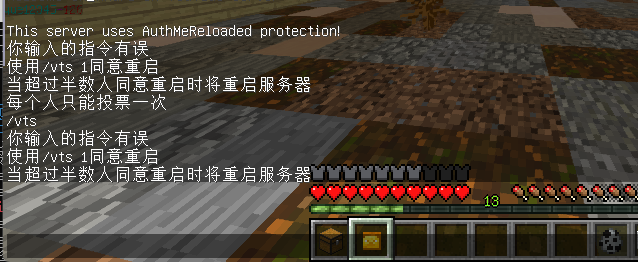 This server uses AuthMeReloaded protection!
你输入的指令有误
使用/vts 1同意重启
当超过半数人同意重启时将重启服务器
每个人只能投票一次
/vts
你输入的指令有误
使用/vts 1同意重启
当超过半数人同意重启时将重启服务器
13